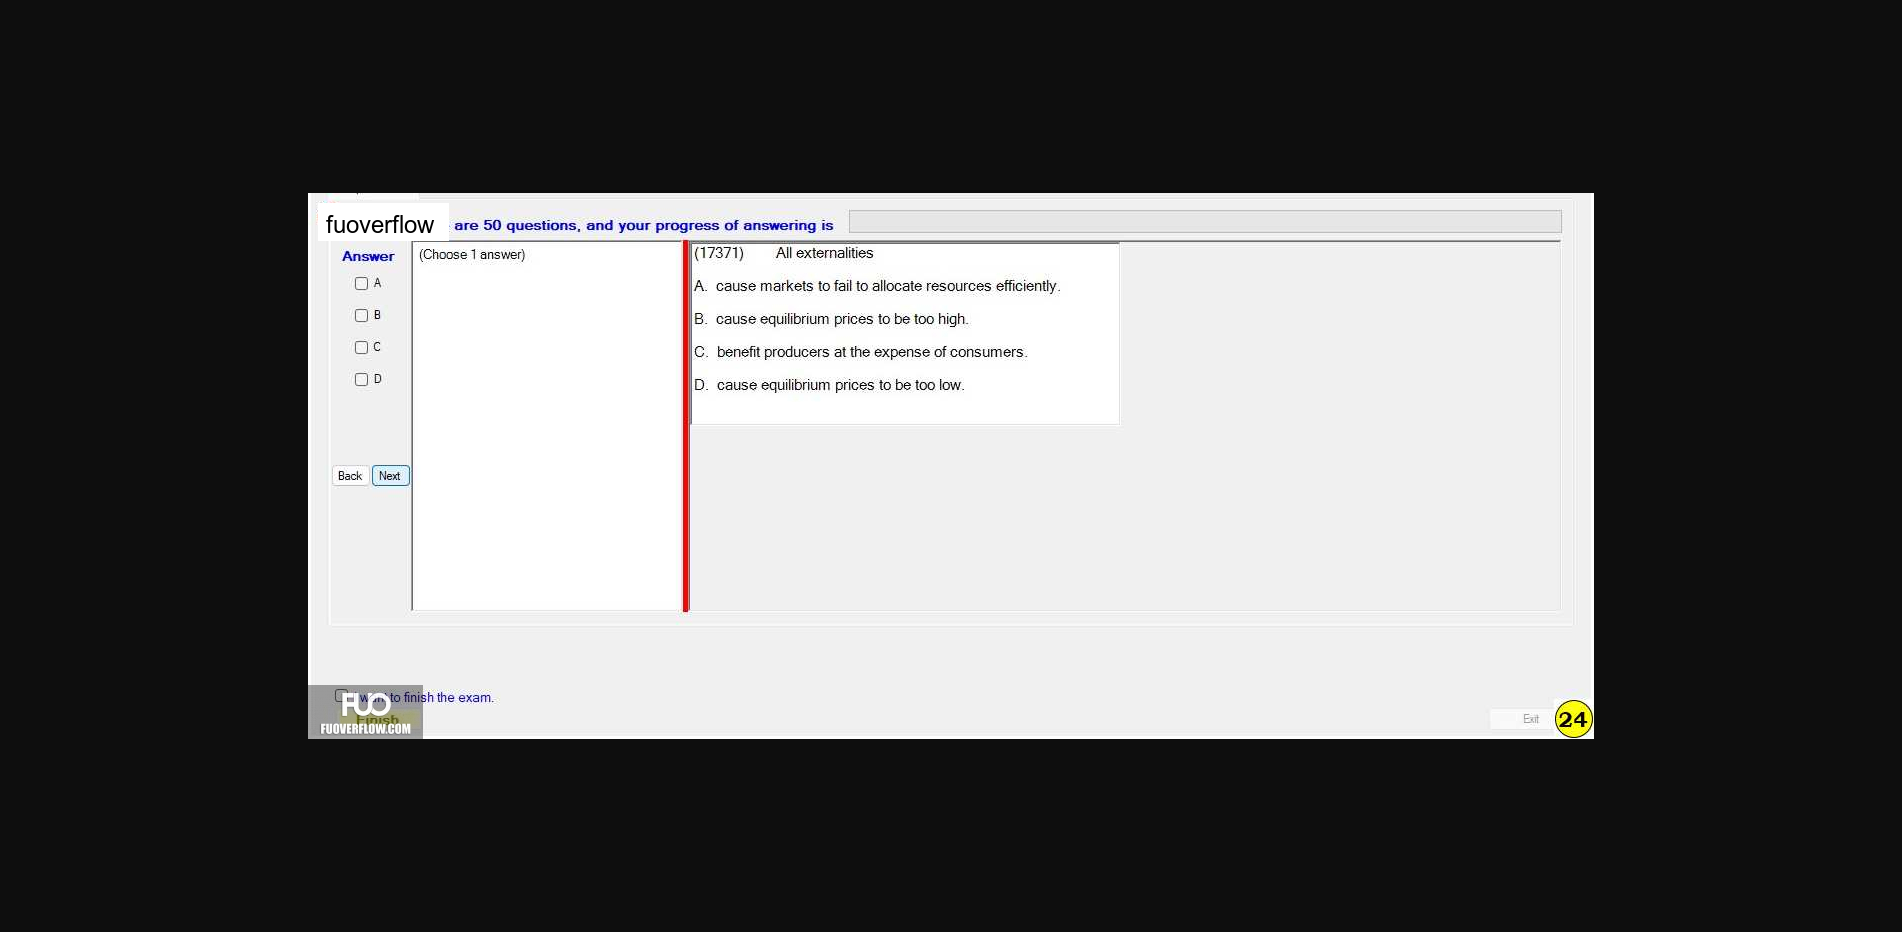 fuoverflow are 50 questions, and your progress of answering is
Answer
(Choose 1 answer)
A
B
C
D
Back Next
(17371) All externalities
A. cause markets to fail to allocate resources efficiently.
B. cause equilibrium prices to be too high.
C. benefit producers at the expense of consumers.
D. cause equilibrium prices to be too low.
want to finish the exam.
Finish
FUO
FUOVERFLOW.COM
Exit
24